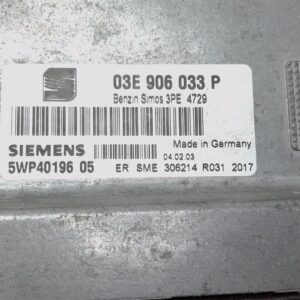 03E 906 033 P
Benzin Simos 3PE 4729
Made in Germany
SIEMENS
04.02.03
5WP40196 05
ER SME 306214 R031 2017